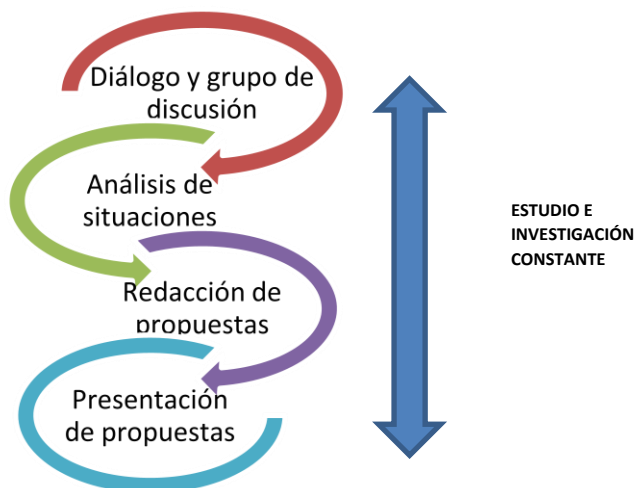 Diálogo y grupo de
discusión
Análisis de
situaciones
Redacción de
propuestas
Presentación
de propuestas
ESTUDIO E
INVESTIGACIÓN
CONSTANTE